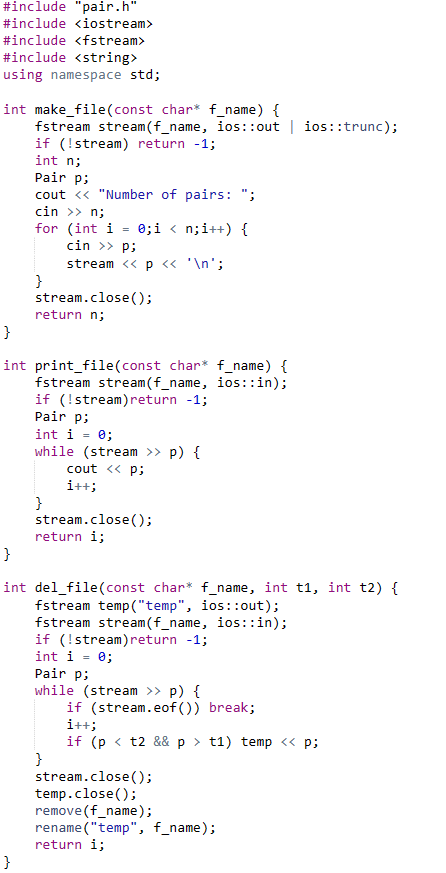 #include "pair.h"
#include <iostream>
#include <fstream>
#include <string>
using namespace std;

int make_file(const char* f_name) {
    fstream stream(f_name, ios::out | ios::trunc);
    if (!stream) return -1;
    int n;
    Pair p;
    cout << "Number of pairs: ";
    cin >> n;
    for (int i = 0;i < n;i++) {
        cin >> p;
        stream << p << '\n';
    }
    stream.close();
    return n;
}

int print_file(const char* f_name) {
    fstream stream(f_name, ios::in);
    if (!stream)return -1;
    Pair p;
    int i = 0;
    while (stream >> p) {
        cout << p;
        i++;
    }
    stream.close();
    return i;
}

int del_file(const char* f_name, int t1, int t2) {
    fstream temp("temp", ios::out);
    fstream stream(f_name, ios::in);
    if (!stream)return -1;
    int i = 0;
    Pair p;
    while (stream >> p) {
        if (stream.eof()) break;
        i++;
        if (p < t2 && p > t1) temp << p;
    }
    stream.close();
    temp.close();
    remove(f_name);
    rename("temp", f_name);
    return i;
}